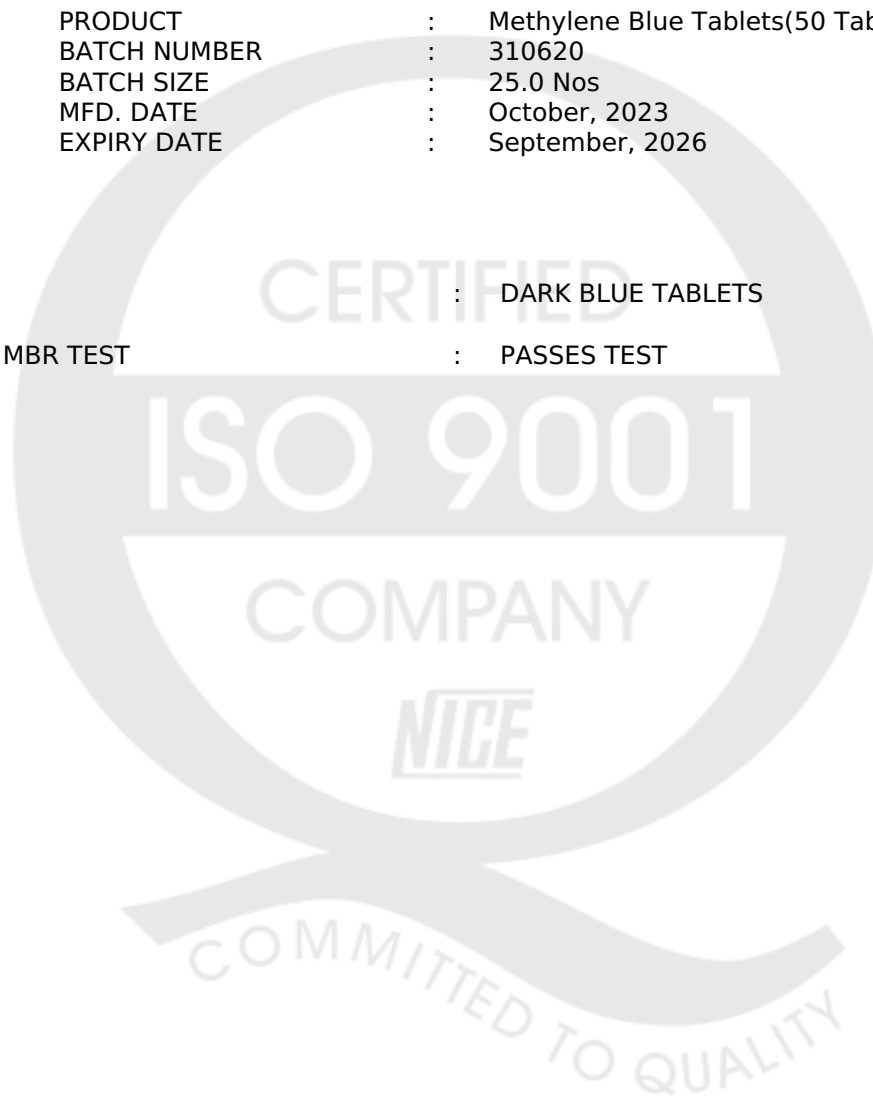 PRODUCT : Methylene Blue Tablets(50 Tab
BATCH NUMBER : 310620
BATCH SIZE : 25.0 Nos
MFD. DATE : October, 2023
EXPIRY DATE : September, 2026
CERTIFIED
: DARK BLUE TABLETS
MBR TEST : PASSES TEST
ISO 9001
COMPANY
NICE
COMMITTED TO QUALITY